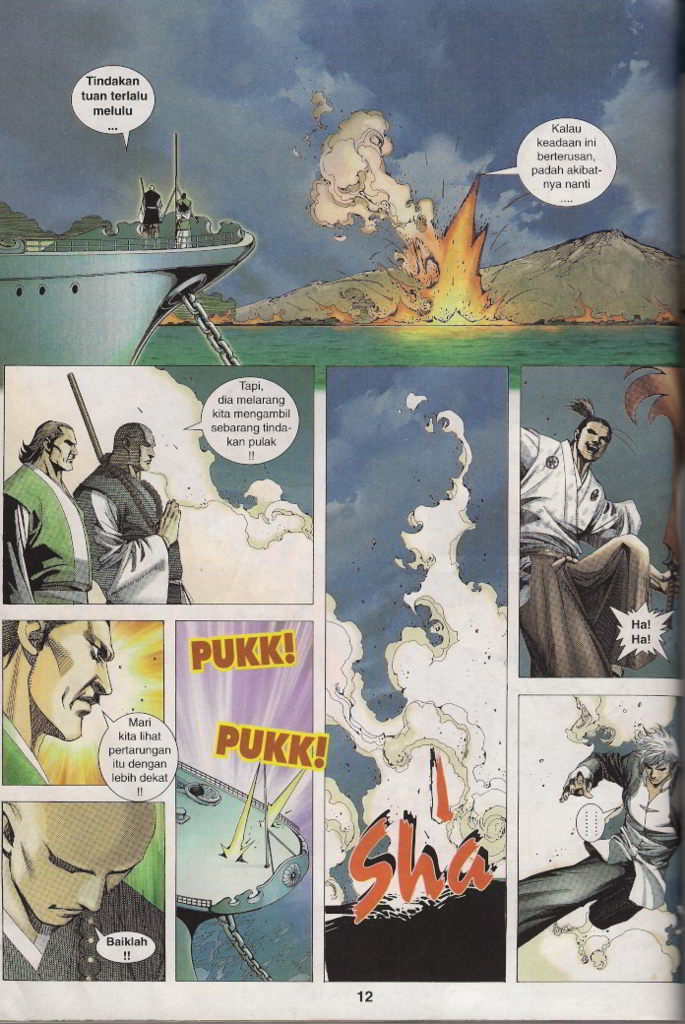 Tindakan
tuan terlalu
melulu
...
Kalau
keadaan ini
berterusan,
padah akibat-
nya nanti
....
Tapi,
dia melarang
kita mengambil
sebarang tinda-
kan pulak
!!
Ha!
Ha!
Mari
kita lihat
pertarungan
itu dengan
lebih dekat
!!
PUKK!
PUKK!
Baiklah
!!
Sha
......
12